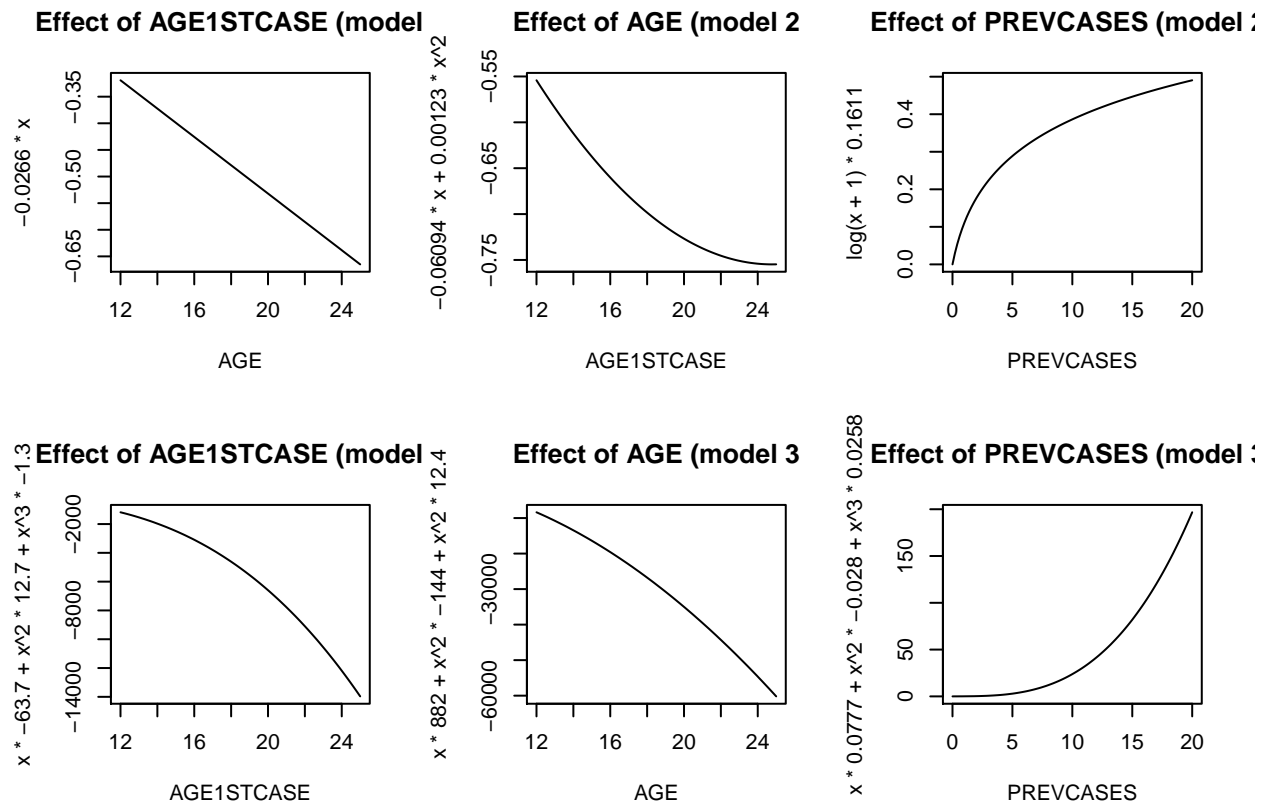 Effect of AGE1STCASE (model
−0.0266 * x
−0.35
−0.50
−0.65
12 16 20 24
AGE
Effect of AGE (model 2
−0.06094 * x + 0.00123 * x^2
−0.55
−0.65
−0.75
12 16 20 24
AGE1STCASE
Effect of PREVCASES (model 2
log(x + 1) * 0.1611
0.4
0.2
0.0
0 5 10 15 20
PREVCASES
Effect of AGE1STCASE (model
x * −63.7 + x^2 * 12.7 + x^3 * −1.3
−2000
−8000
−14000
12 16 20 24
AGE1STCASE
Effect of AGE (model 3
x * 882 + x^2 * −144 + x^2 * 12.4
−30000
−60000
12 16 20 24
AGE
Effect of PREVCASES (model 3
x * 0.0777 + x^2 * −0.028 + x^3 * 0.0258
150
50
0
0 5 10 15 20
PREVCASES